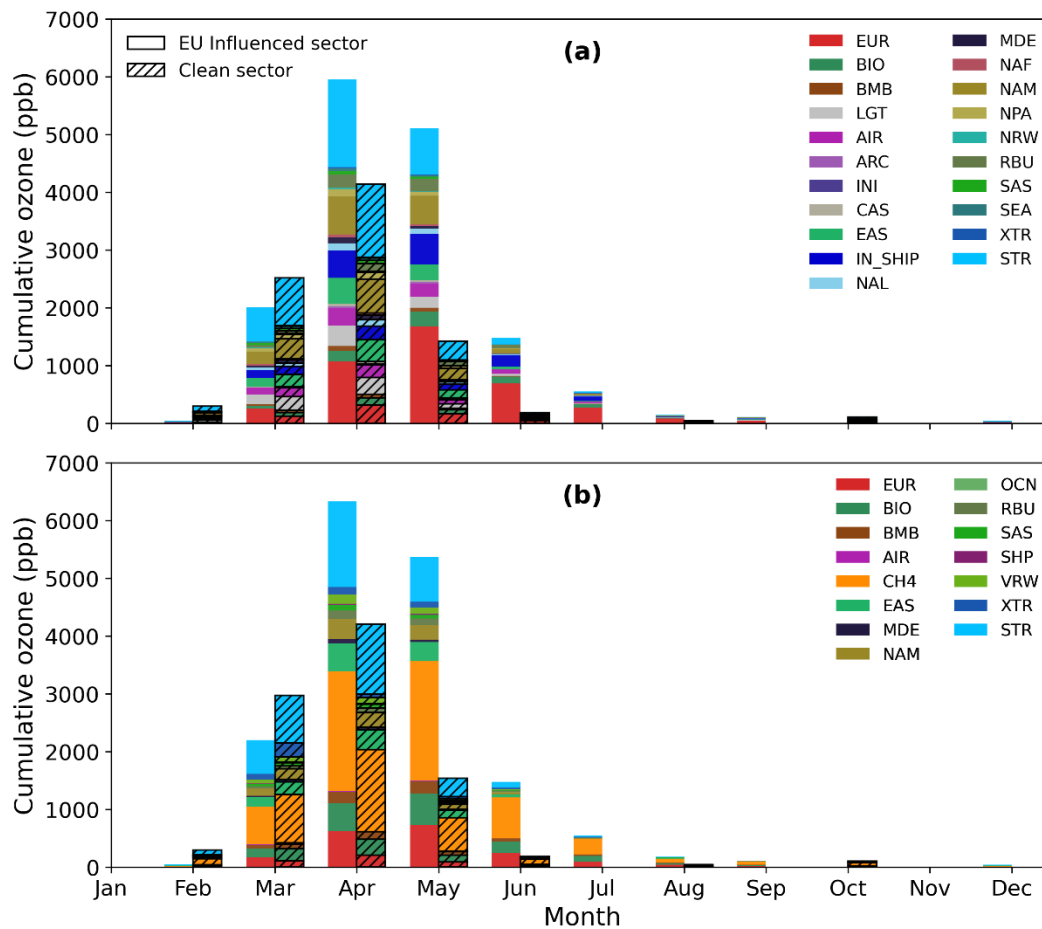 7000
6000
5000
4000
3000
2000
1000
0
Cumulative ozone (ppb)
EU Influenced sector
Clean sector
(a)
EUR
BIO
BMB
LGT
AIR
ARC
INI
CAS
EAS
IN_SHIP
NAL
MDE
NAF
NAM
NPA
NRW
RBU
SAS
SEA
XTR
STR
7000
6000
5000
4000
3000
2000
1000
0
Cumulative ozone (ppb)
(b)
EUR
BIO
BMB
AIR
CH4
EAS
MDE
NAM
OCN
RBU
SAS
SHP
VRW
XTR
STR
Jan Feb Mar Apr May Jun Jul Aug Sep Oct Nov Dec
Month